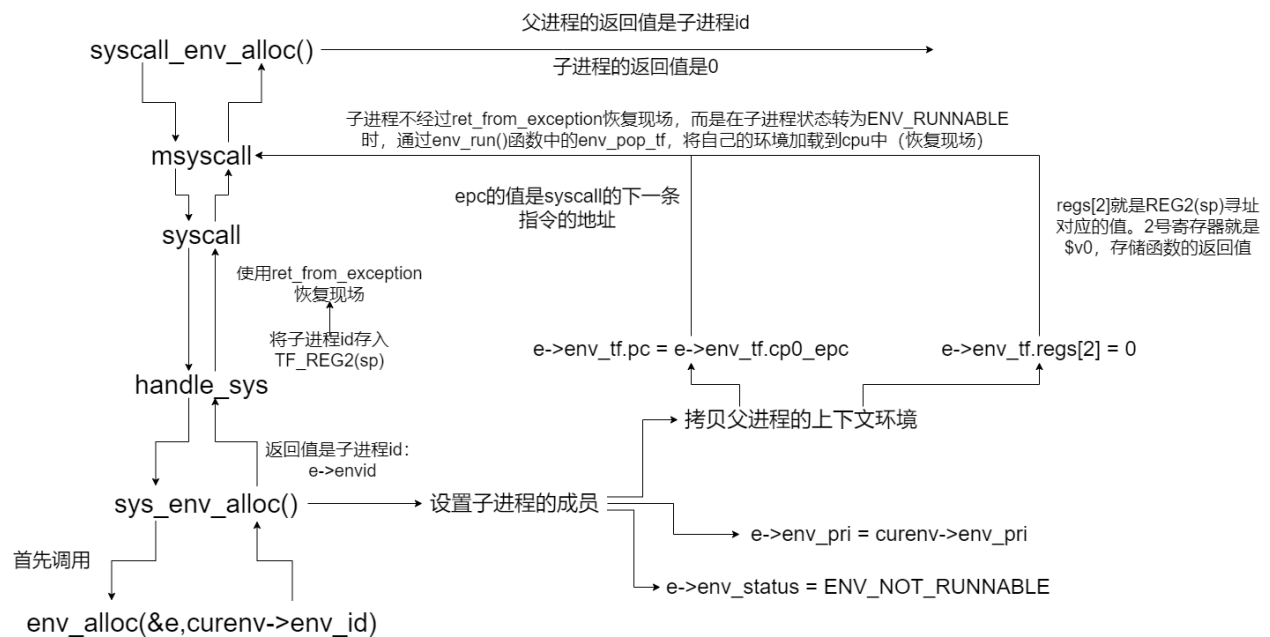 父进程的返回值是子进程id
syscall_env_alloc()
子进程的返回值是0
子进程不经过ret_from_exception恢复现场，而是在子进程状态转为ENV_RUNNABLE
时，通过env_run()函数中的env_pop_tf，将自己的环境加载到cpu中（恢复现场）
msyscall
epc的值是syscall的下一条
指令的地址
regs[2]就是REG2(sp)寻址
对应的值。2号寄存器就是
$v0，存储函数的返回值
syscall
使用ret_from_exception
恢复现场
将子进程id存入
TF_REG2(sp)
e->env_tf.pc = e->env_tf.cp0_epc
e->env_tf.regs[2] = 0
handle_sys
拷贝父进程的上下文环境
返回值是子进程id：
e->envid
sys_env_alloc()
设置子进程的成员
e->env_pri = curenv->env_pri
首先调用
e->env_status = ENV_NOT_RUNNABLE
env_alloc(&e,curenv->env_id)